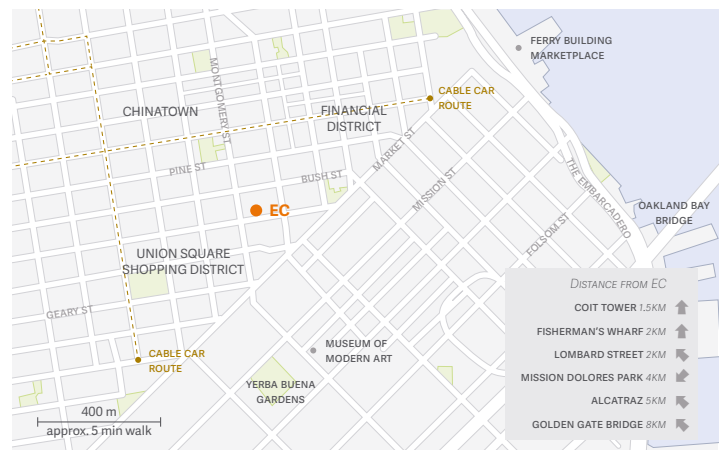 FERRY BUILDING
MARKETPLACE
MONTGOMERY ST
CABLE CAR
ROUTE
CHINATOWN
FINANCIAL
DISTRICT
MARKET ST
PINE ST
BUSH ST
MISSION ST
THE EMBARCADERO
OAKLAND BAY
BRIDGE
EC
FOLSOM ST
UNION SQUARE
SHOPPING DISTRICT
GEARY ST
CABLE CAR
ROUTE
MUSEUM OF
MODERN ART
YERBA BUENA
GARDENS
400 m
approx. 5 min walk
DISTANCE FROM EC
COIT TOWER 1.5KM
FISHERMAN'S WHARF 2KM
LOMBARD STREET 2KM
MISSION DOLORES PARK 4KM
ALCATRAZ 5KM
GOLDEN GATE BRIDGE 8KM